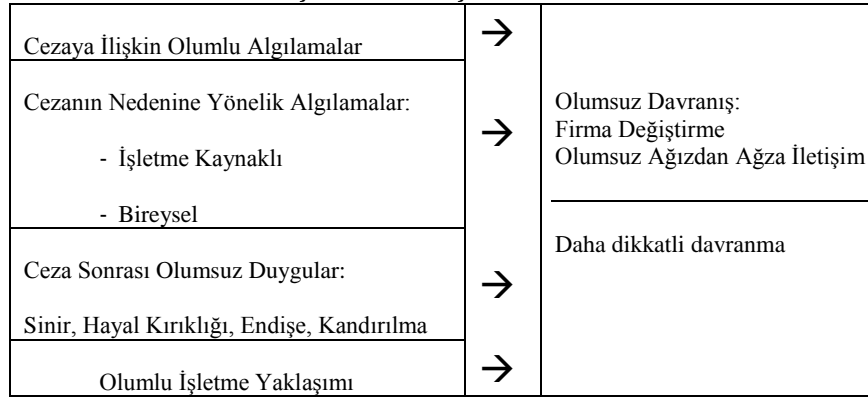 Cezaya İlişkin Olumlu Algılamalar
→
Cezanın Nedenine Yönelik Algılamalar:
- İşletme Kaynaklı
- Bireysel
→
Ceza Sonrası Olumsuz Duygular:
Sinir, Hayal Kırıklığı, Endişe, Kandırılma
→
Olumlu İşletme Yaklaşımı
→
Olumsuz Davranış:
Firma Değiştirme
Olumsuz Ağızdan Ağza İletişim
Daha dikkatli davranma